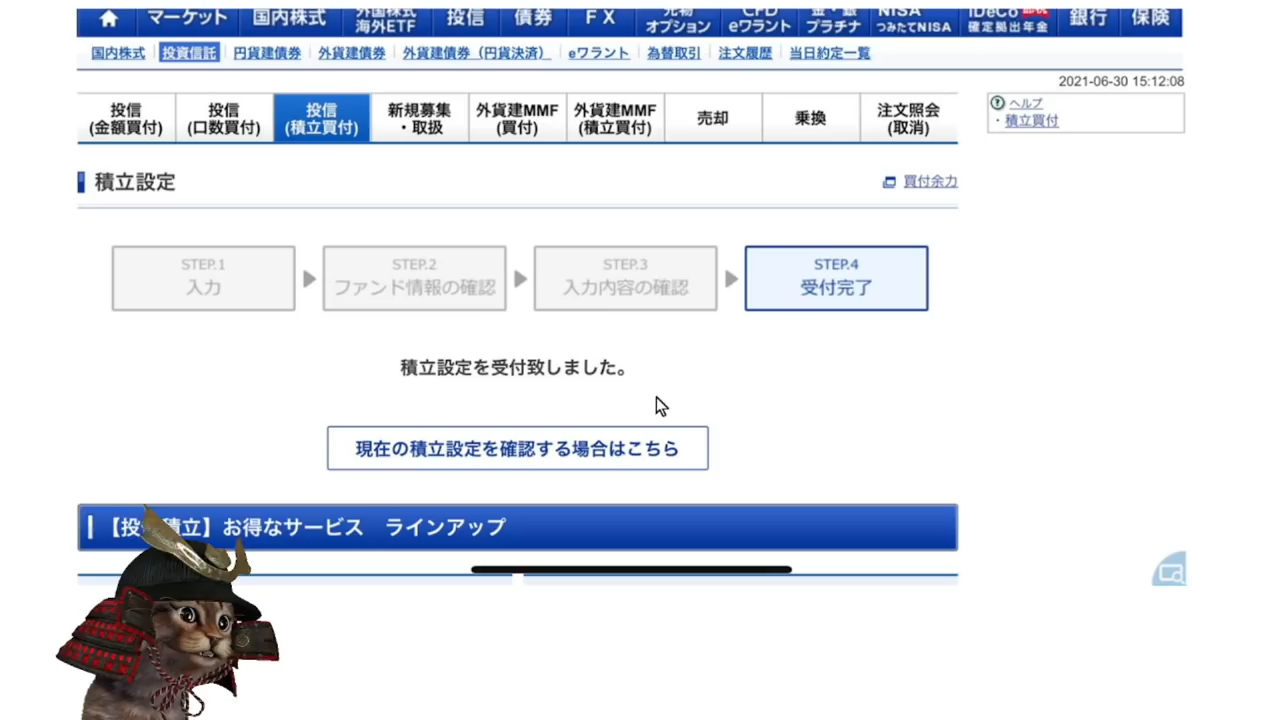 マーケット 国内株式 外国株式 投信 債券 FX 先物 CFD 金・銀 NISA iDeCo 銀行 保険
海外ETF オプション eワラント プラチナ つみたてNISA 確定拠出年金
国内株式 投資信託 円貨建債券 外貨建債券 外貨建債券（円貨決済） eワラント 為替取引 注文履歴 当日約定一覧
2021-06-30 15:12:08
投信 投信 投信 新規募集 外貨建MMF 外貨建MMF 売却 乗換 注文照会
(金額買付) (口数買付) (積立買付) ・取扱 (買付) (積立買付) (取消)
ヘルプ
・積立買付
積立設定 買付余力
STEP.1 STEP.2 STEP.3 STEP.4
入力 ファンド情報の確認 入力内容の確認 受付完了
積立設定を受付致しました。
現在の積立設定を確認する場合はこちら
【投 積立】お得なサービス ラインアップ